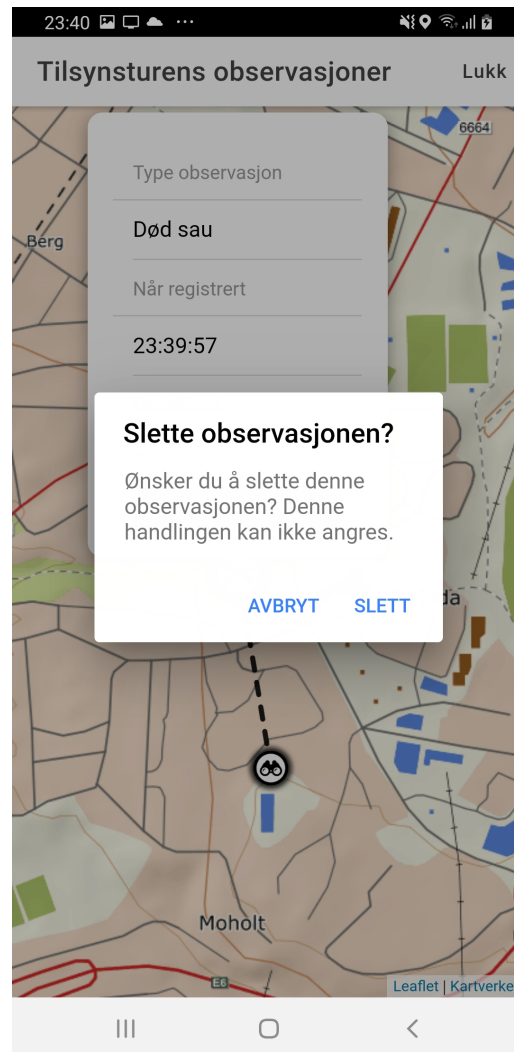 23:40
Tilsynsturens observasjoner
Lukk
6664
Type observasjon
Død sau
Berg
Når registrert
23:39:57
Slette observasjonen?
Ønsker du å slette denne
observasjonen? Denne
handlingen kan ikke angres.
AVBRYT SLETT
da
Moholt
E6
Leaflet | Kartverke